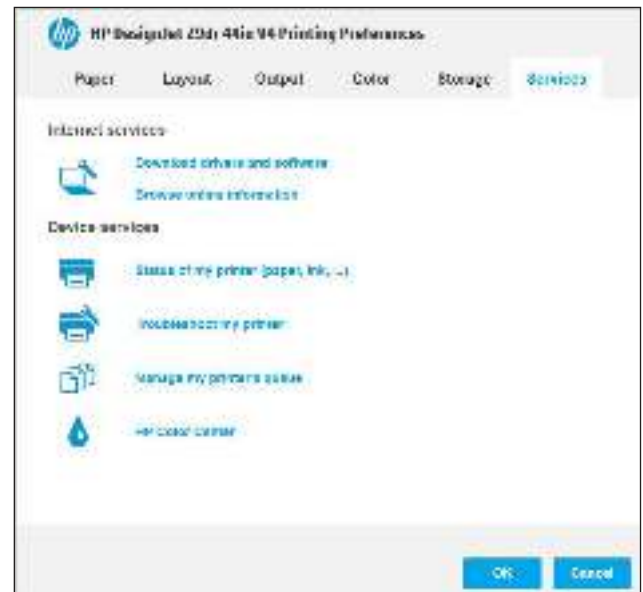 hp
HP DesignJet Z9dr 44in V4 Printing Preferences
Paper Layout Output Color Storage Services
Internet services
Download drivers and software
Browse online information
Device services
Status of my printer (paper, ink, ...)
Troubleshoot my printer
Manage my printer's queue
HP Color Center
OK Cancel